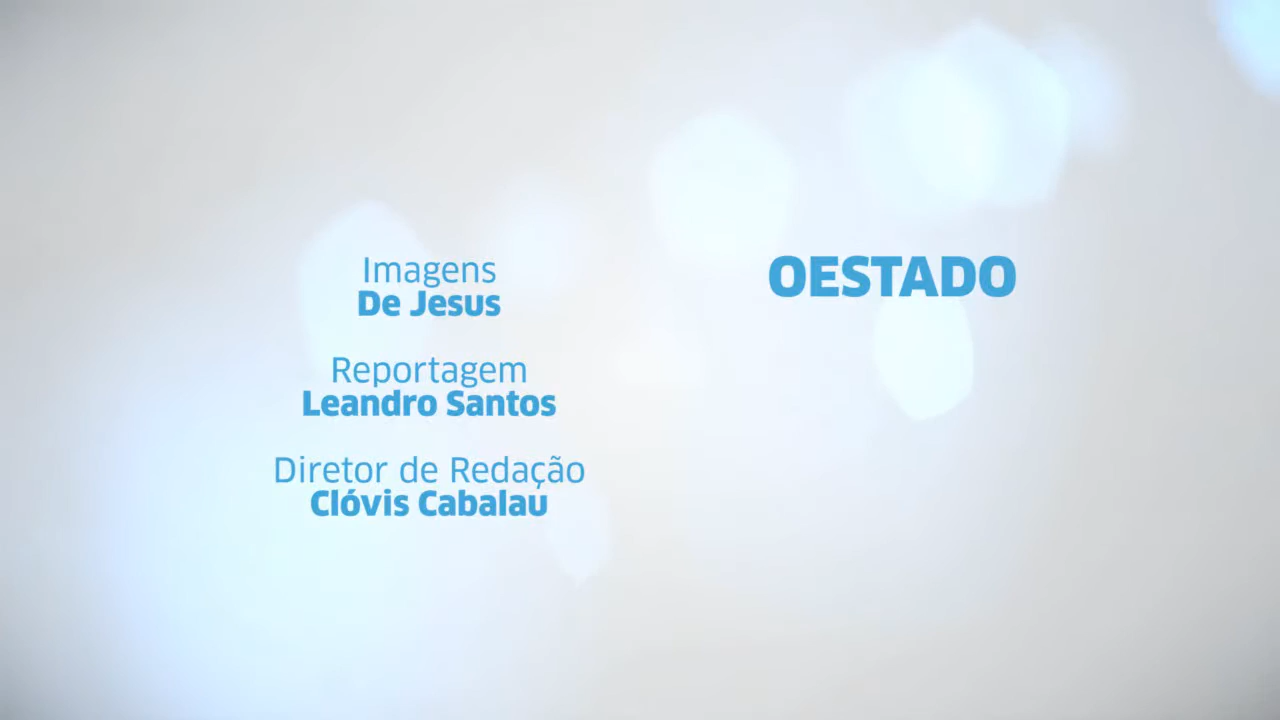 Imagens
De Jesus
Reportagem
Leandro Santos
Diretor de Redação
Clóvis Cabalau
OESTADO